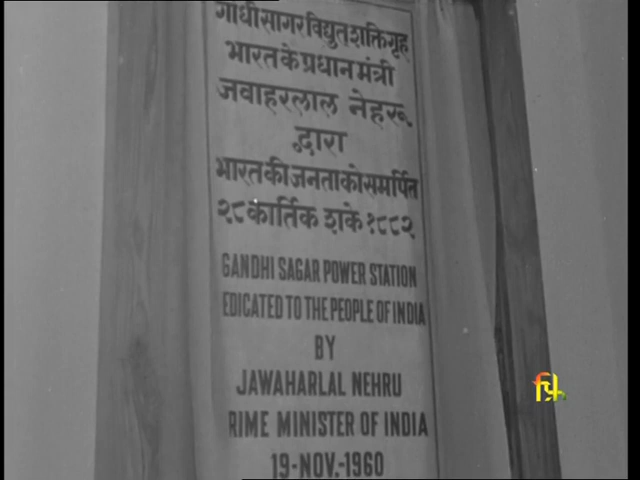 गाँधीसागर विद्युत शक्तिगृह
भारत के प्रधान मंत्री
जवाहरलाल नेहरू
द्वारा
भारत की जनता को समर्पित
२८ कार्तिक शके १८८२
GANDHI SAGAR POWER STATION
EDICATED TO THE PEOPLE OF INDIA
BY
JAWAHARLAL NEHRU
RIME MINISTER OF INDIA
19-NOV.-1960